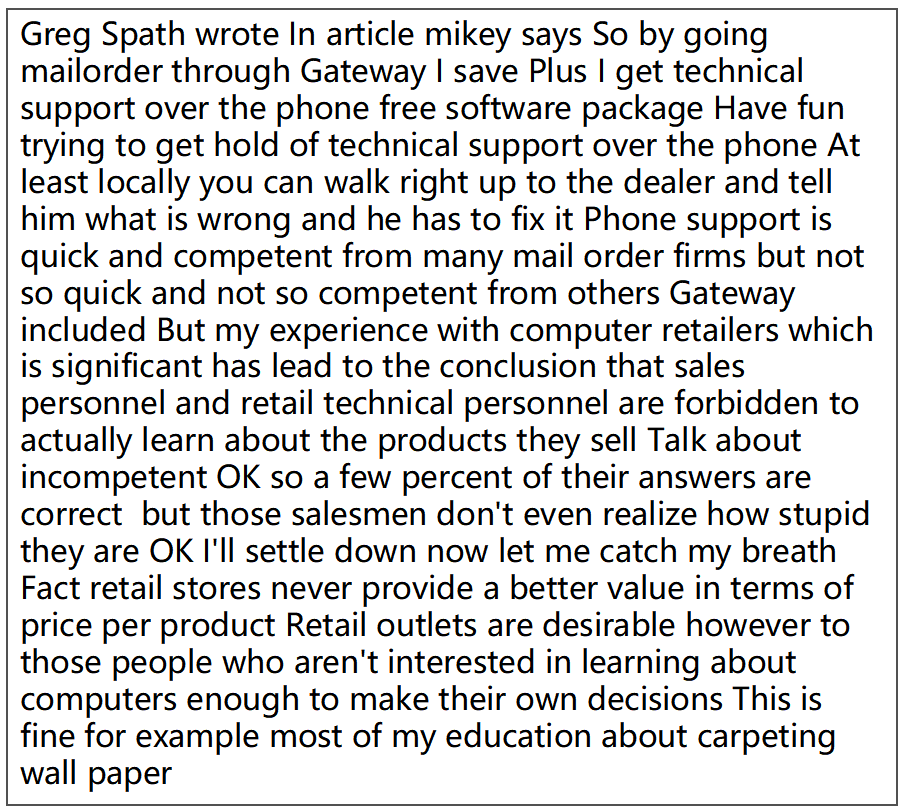 Greg Spath wrote In article mikey says So by going
mailorder through Gateway I save Plus I get technical
support over the phone free software package Have fun
trying to get hold of technical support over the phone At
least locally you can walk right up to the dealer and tell
him what is wrong and he has to fix it Phone support is
quick and competent from many mail order firms but not
so quick and not so competent from others Gateway
included But my experience with computer retailers which
is significant has lead to the conclusion that sales
personnel and retail technical personnel are forbidden to
actually learn about the products they sell Talk about
incompetent OK so a few percent of their answers are
correct  but those salesmen don't even realize how stupid
they are OK I'll settle down now let me catch my breath
Fact retail stores never provide a better value in terms of
price per product Retail outlets are desirable however to
those people who aren't interested in learning about
computers enough to make their own decisions This is
fine for example most of my education about carpeting
wall paper